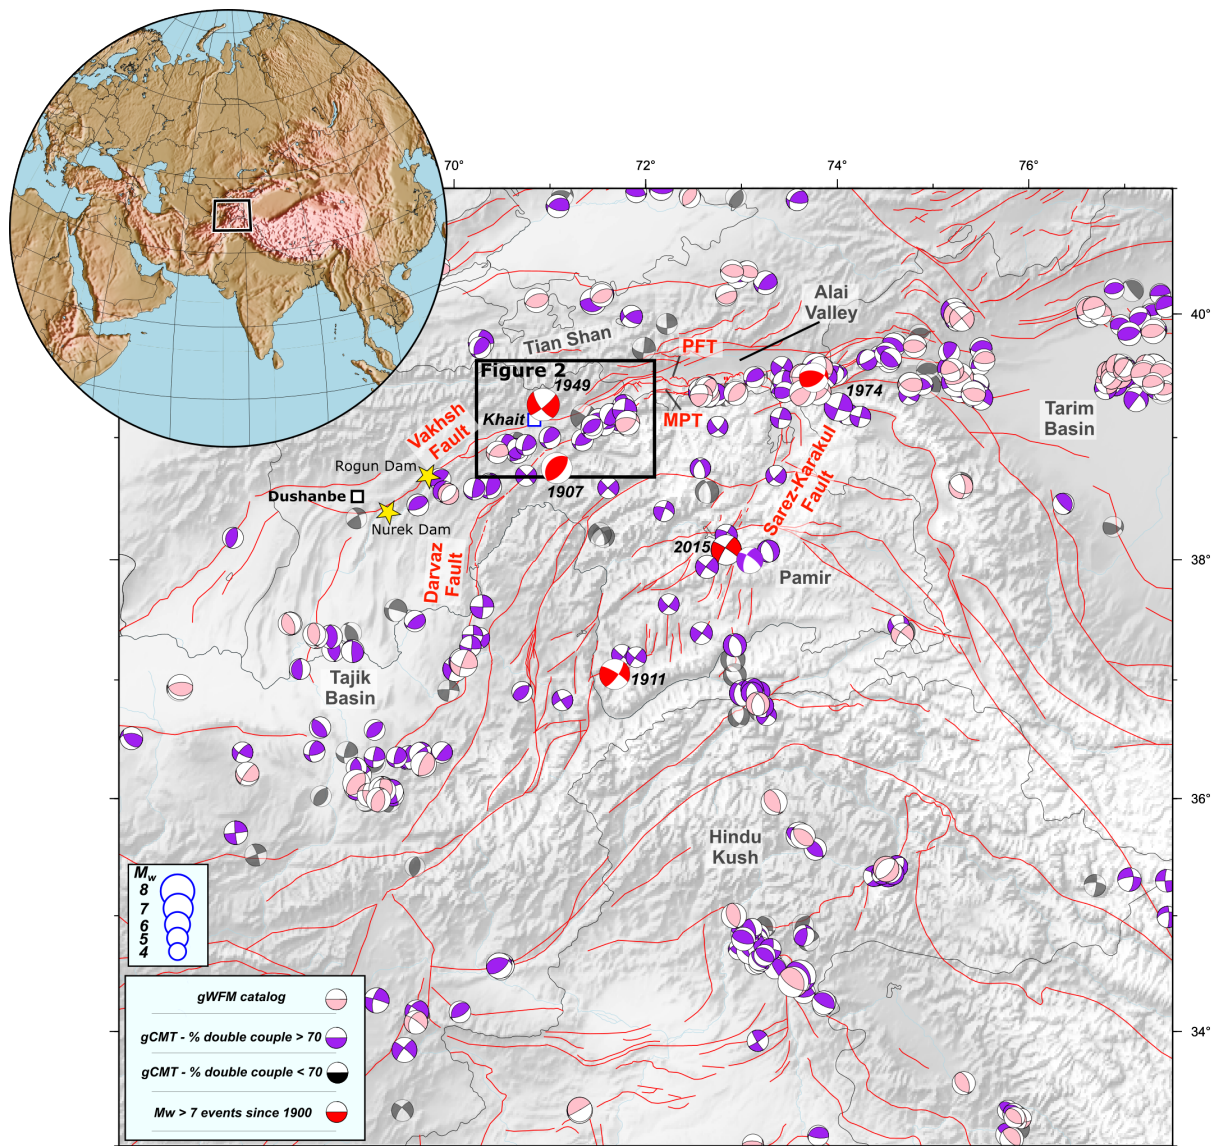 70°
72°
74°
76°
Alai
Valley
40°
Tian Shan
PFT
Figure 2
1949
1974
Khait
MPT
Tarim
Basin
Vakhsh
Fault
Rogun Dam
Sarez-Karakul
Fault
1907
Dushanbe
Nurek Dam
2015
38°
Darvaz
Fault
Pamir
1911
Tajik
Basin
36°
Hindu
Kush
Mw
8
7
6
5
4
34°
gWFM catalog
gCMT - % double couple > 70
gCMT - % double couple < 70
Mw > 7 events since 1900